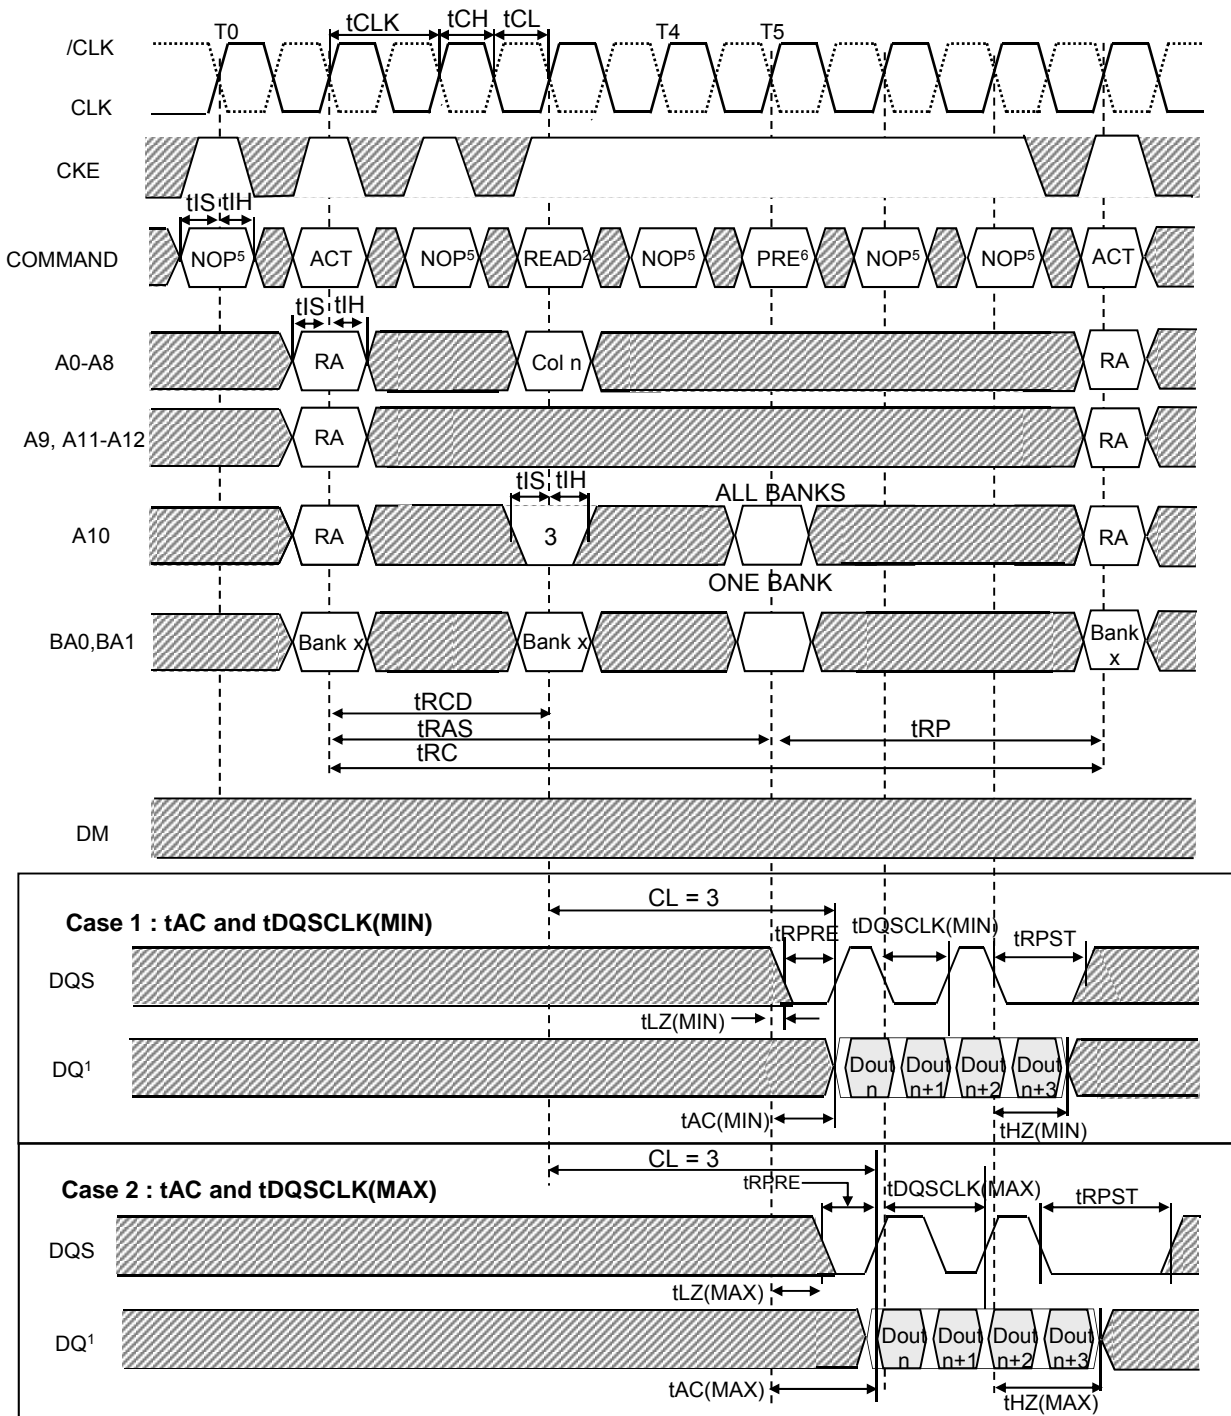 T0 tCLK tCH tCL T4 T5
/CLK
CLK
CKE
tIS tIH
COMMAND NOP5 ACT NOP5 READ2 NOP5 PRE6 NOP5 NOP5 ACT
tIS tIH
A0-A8 RA Col n RA
A9, A11-A12 RA RA
tIS tIH ALL BANKS
A10 RA 3 RA
ONE BANK
BA0,BA1 Bank x Bank x Bank
x
tRCD
tRAS tRP
tRC
DM
CL = 3
Case 1 : tAC and tDQSCLK(MIN)
tRPRE tDQSCLK(MIN) tRPST
DQS
tLZ(MIN)
DQ1 Dout Dout Dout Dout
n n+1 n+2 n+3
tAC(MIN) tHZ(MIN)
CL = 3
Case 2 : tAC and tDQSCLK(MAX)
tRPRE tDQSCLK(MAX) tRPST
DQS
tLZ(MAX)
DQ1 Dout Dout Dout Dout
n n+1 n+2 n+3
tAC(MAX) tHZ(MAX)